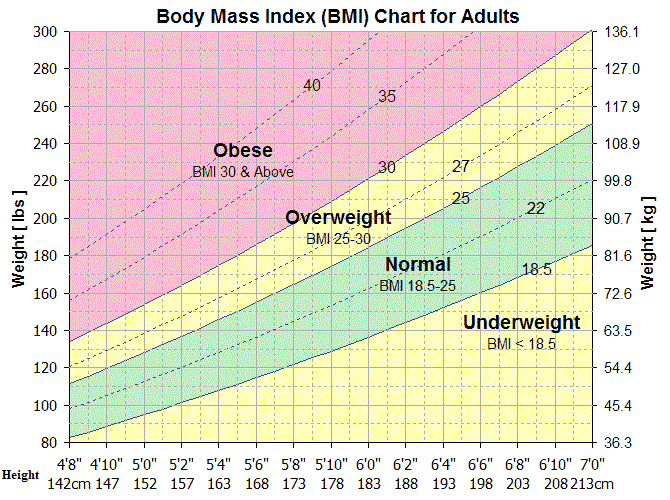 Body Mass Index (BMI) Chart for Adults
300 136.1
280 127.0
260 117.9
240 108.9
220 99.8
200 90.7
180 81.6
160 72.6
140 63.5
120 54.4
100 45.4
80 36.3
Weight [ lbs ]
Weight [ kg ]
40
35
Obese
BMI 30 & Above
30
27
25
Overweight
BMI 25-30
22
Normal
BMI 18.5-25
18.5
Underweight
BMI < 18.5
4'8" 4'10" 5'0" 5'2" 5'4" 5'6" 5'8" 5'10" 6'0" 6'2" 6'4" 6'6" 6'8" 6'10" 7'0"
Height 142cm 147 152 157 163 168 173 178 183 188 193 198 203 208 213cm